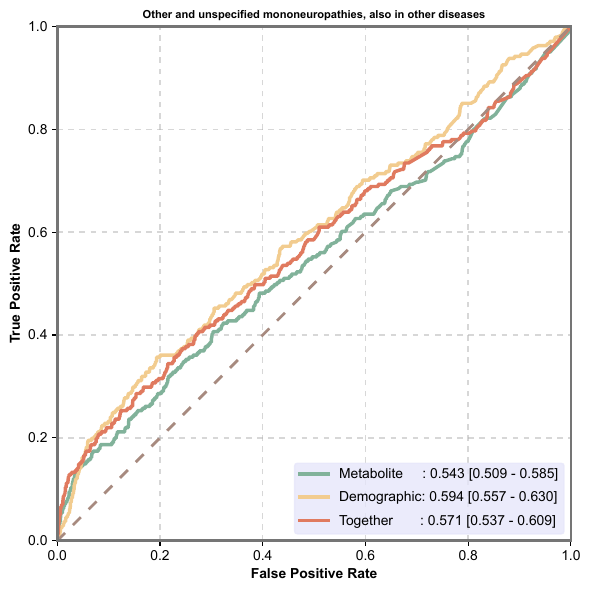 Other and unspecified mononeuropathies, also in other diseases
True Positive Rate
1.0
0.8
0.6
0.4
0.2
0.0
Metabolite : 0.543 [0.509 - 0.585]
Demographic: 0.594 [0.557 - 0.630]
Together : 0.571 [0.537 - 0.609]
0.0 0.2 0.4 0.6 0.8 1.0
False Positive Rate